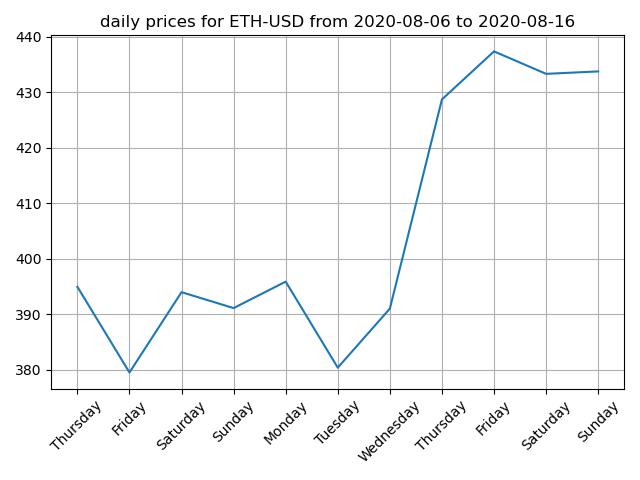 daily prices for ETH-USD from 2020-08-06 to 2020-08-16
440
430
420
410
400
390
380
Thursday
Friday
Saturday
Sunday
Monday
Tuesday
Wednesday
Thursday
Friday
Saturday
Sunday